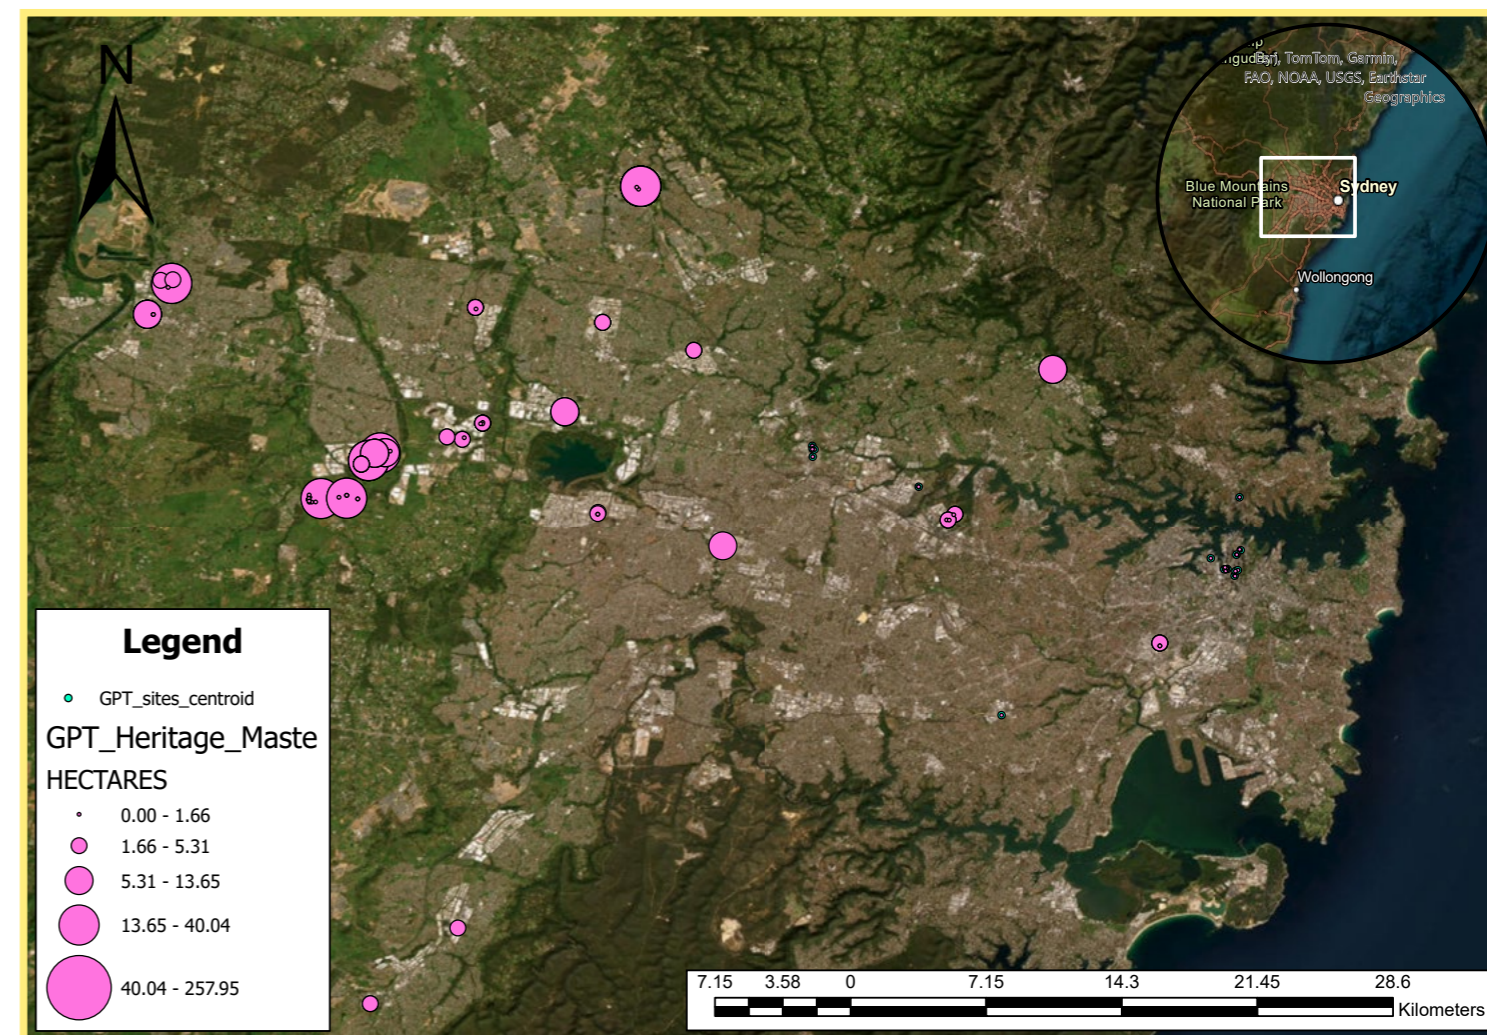 N
Esri, TomTom, Garmin,
FAO, NOAA, USGS, Earthstar
Geographics
Blue Mountains
National Park
Sydney
Wollongong
Legend
GPT_sites_centroid
GPT_Heritage_Maste
HECTARES
0.00 - 1.66
1.66 - 5.31
5.31 - 13.65
13.65 - 40.04
40.04 - 257.95
7.15 3.58 0 7.15 14.3 21.45 28.6
Kilometers